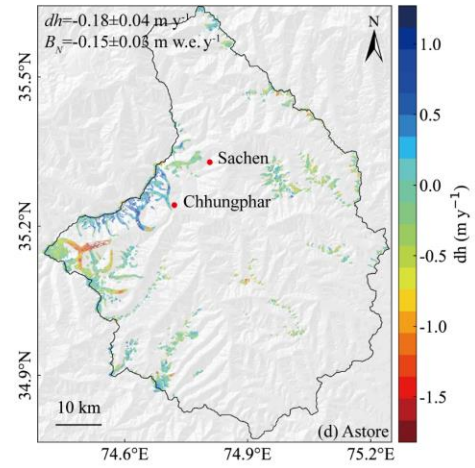 dh=-0.18±0.04 m y⁻¹
B_N=-0.15±0.03 m w.e. y⁻¹
N
35.5°N
35.2°N
34.9°N
Sachen
Chhungphar
10 km
(d) Astore
74.6°E
74.9°E
75.2°E
1.0
0.5
0.0
-0.5
-1.0
-1.5
dh (m y⁻¹)